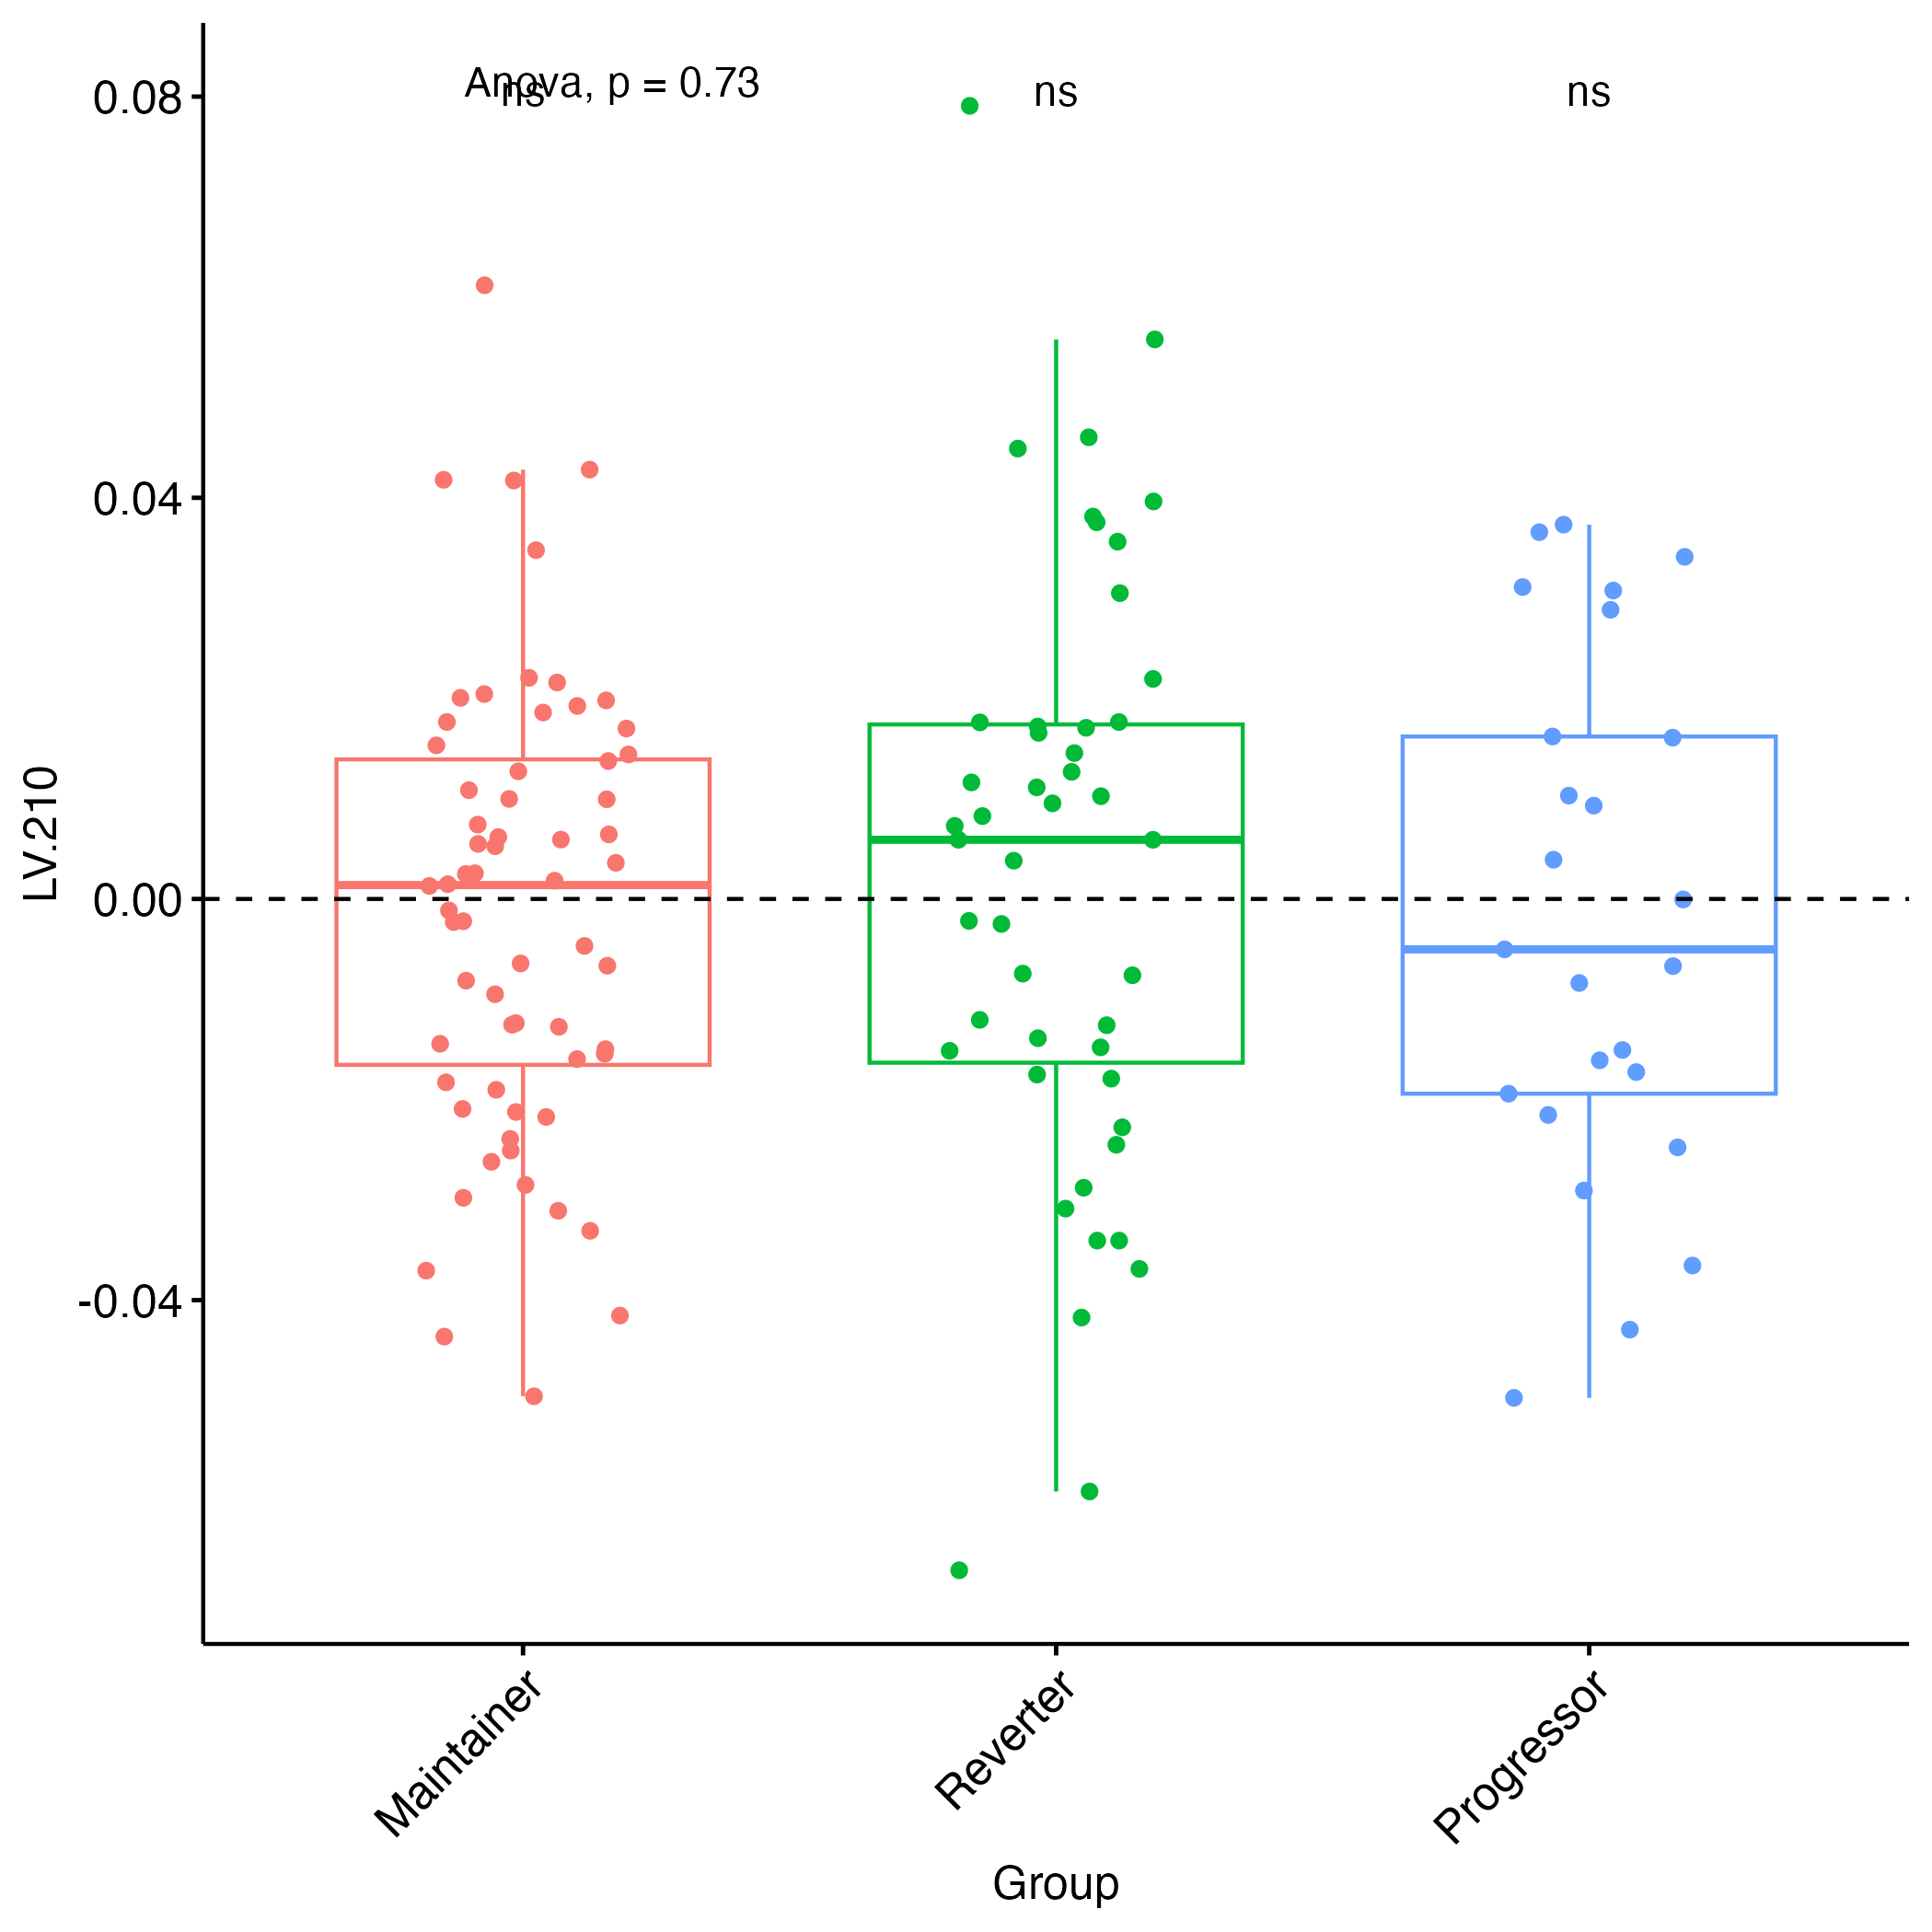 Anova, p = 0.73
ns
ns
ns
0.08
0.04
0.00
-0.04
LV.210
Maintainer
Reverter
Progressor
Group